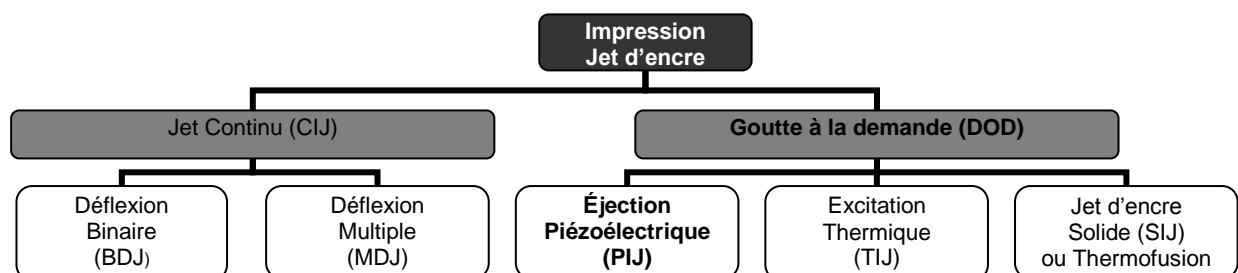 Impression
Jet d'encre
Jet Continu (CIJ)
Goutte à la demande (DOD)
Déflexion
Binaire
(BDJ)
Déflexion
Multiple
(MDJ)
Éjection
Piézoélectrique
(PIJ)
Excitation
Thermique
(TIJ)
Jet d'encre
Solide (SIJ)
ou Thermofusion